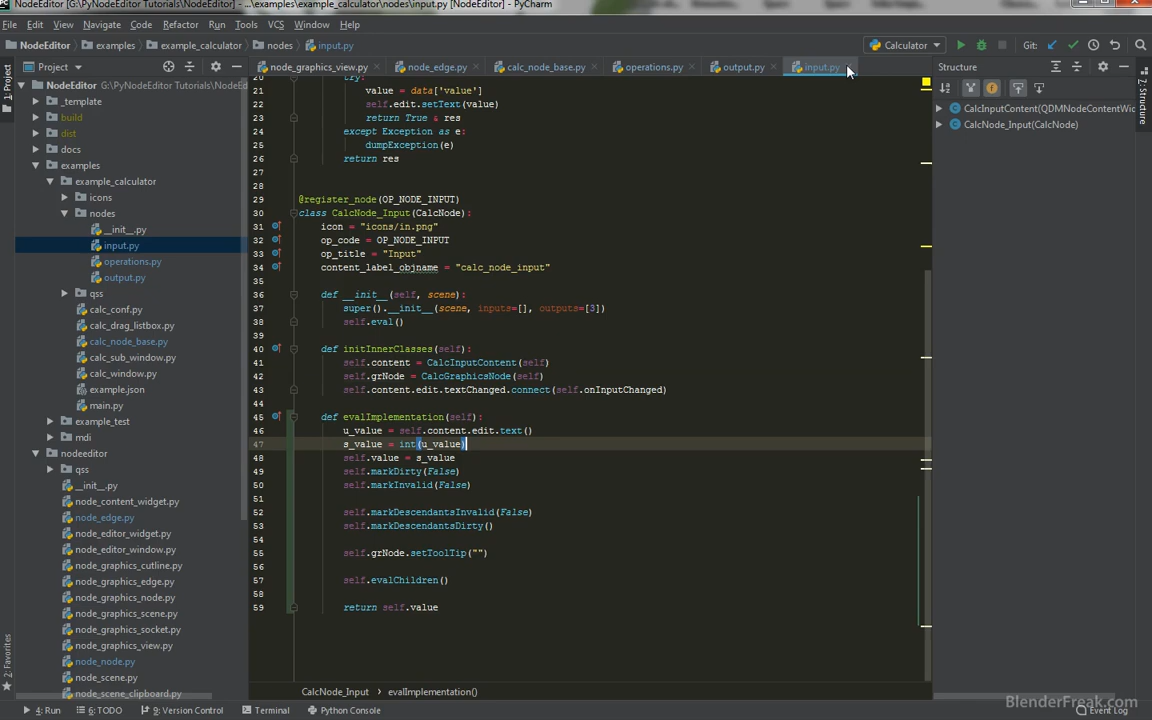 NodeEditor [G:\PyNodeEditor Tutorials\NodeEditor] - ...\examples\example_calculator\nodes\input.py [NodeEditor] - PyCharm
File Edit View Navigate Code Refactor Run Tools VCS Window Help
NodeEditor examples example_calculator nodes input.py Calculator Git:
Project node_graphics_view.py node_edge.py calc_node_base.py operations.py output.py input.py Structure
1: Project
7: Structure
2: Favorites
NodeEditor G:\PyNodeEditor Tutorials\NodeEditor
_template
build
dist
docs
examples
example_calculator
icons
nodes
__init__.py
input.py
operations.py
output.py
qss
calc_conf.py
calc_drag_listbox.py
calc_node_base.py
calc_sub_window.py
calc_window.py
example.json
main.py
example_test
mdi
nodeeditor
qss
__init__.py
node_content_widget.py
node_edge.py
node_editor_widget.py
node_editor_window.py
node_graphics_cutline.py
node_graphics_edge.py
node_graphics_node.py
node_graphics_scene.py
node_graphics_socket.py
node_graphics_view.py
node_node.py
node_scene.py
node_scene_clipboard.py
20 try:
21 value = data['value']
22 self.edit.setText(value)
23 return True & res
24 except Exception as e:
25 dumpException(e)
26 return res
27
28
29 @register_node(OP_NODE_INPUT)
30 class CalcNode_Input(CalcNode):
31 icon = "icons/in.png"
32 op_code = OP_NODE_INPUT
33 op_title = "Input"
34 content_label_objname = "calc_node_input"
35
36 def __init__(self, scene):
37 super().__init__(scene, inputs=[], outputs=[3])
38 self.eval()
39
40 def initInnerClasses(self):
41 self.content = CalcInputContent(self)
42 self.grNode = CalcGraphicsNode(self)
43 self.content.edit.textChanged.connect(self.onInputChanged)
44
45 def evalImplementation(self):
46 u_value = self.content.edit.text()
47 s_value = int(u_value)
48 self.value = s_value
49 self.markDirty(False)
50 self.markInvalid(False)
51
52 self.markDescendantsInvalid(False)
53 self.markDescendantsDirty()
54
55 self.grNode.setToolTip("")
56
57 self.evalChildren()
58
59 return self.value
CalcInputContent(QDMNodeContentWid
CalcNode_Input(CalcNode)
CalcNode_Input evalImplementation()
4: Run 6: TODO 9: Version Control Terminal Python Console Event Log
BlenderFreak.com